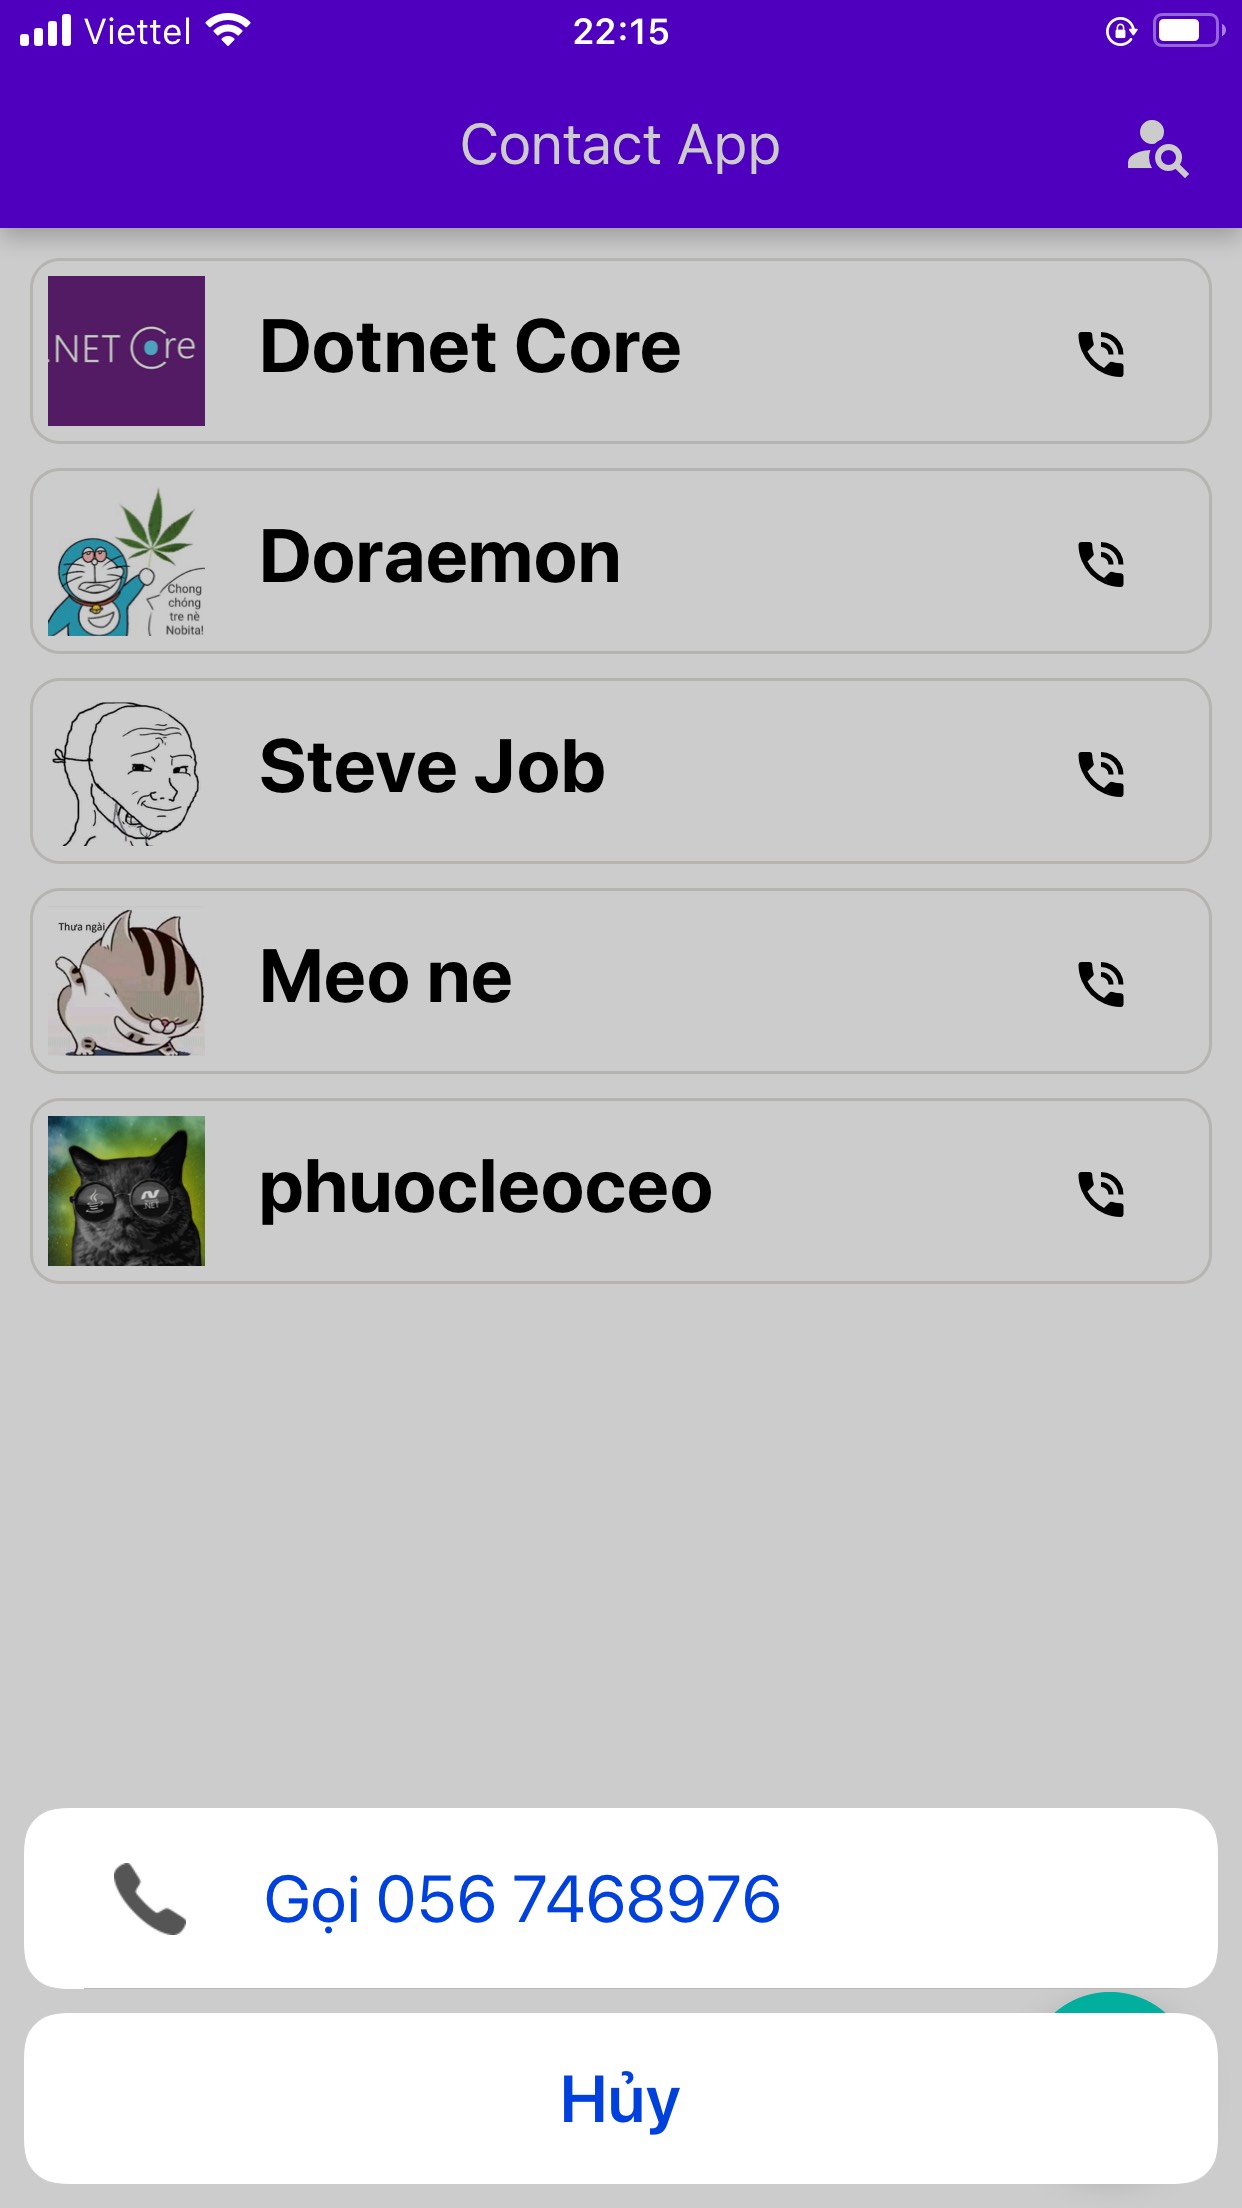 Viettel
22:15
Contact App
.NET Core
Dotnet Core
Doraemon
Chong
chóng
tre nè
Nobita!
Steve Job
Thưa ngài
Meo ne
.NET
phuocleoceo
Gọi 056 7468976
Hủy